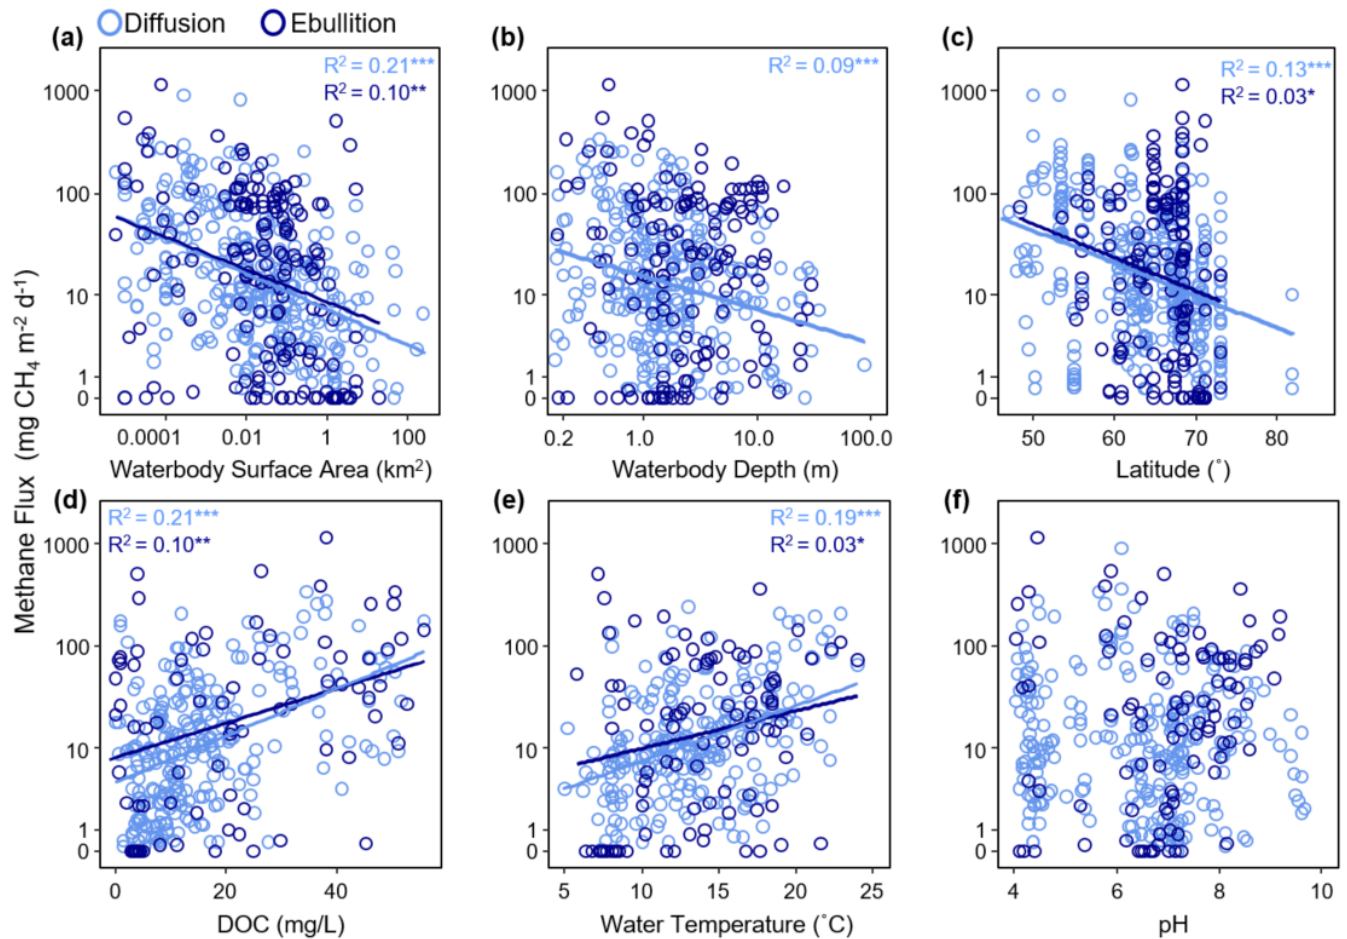 Diffusion Ebullition
(a) (b) (c)
R² = 0.21*** R² = 0.09*** R² = 0.13***
R² = 0.10** R² = 0.03*
1000 1000 1000
100 100 100
10 10 10
1 1 1
0 0 0
0.0001 0.01 1 100 0.2 1.0 10.0 100.0 50 60 70 80
Waterbody Surface Area (km²) Waterbody Depth (m) Latitude (˚)
Methane Flux (mg CH₄ m⁻² d⁻¹)
(d) (e) (f)
R² = 0.21*** R² = 0.19***
R² = 0.10** R² = 0.03*
1000 1000 1000
100 100 100
10 10 10
1 1 1
0 0 0
0 20 40 5 10 15 20 25 4 6 8 10
DOC (mg/L) Water Temperature (˚C) pH